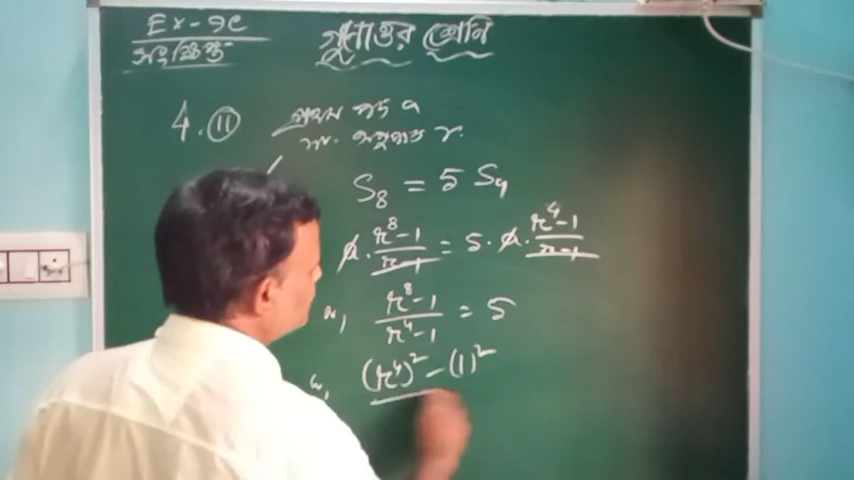 Ex-9C
সংক্ষিপ্ত
গুণোত্তর শ্রেণি
4. (ii)
প্রথম পদ a
সা. অনুপাত r.
S₈ = 5 S₄
a. (r⁸-1)/(r-1) = 5. a. (r⁴-1)/(r-1)
বা, (r⁸-1)/(r⁴-1) = 5
বা, (r⁴)² - (1)²